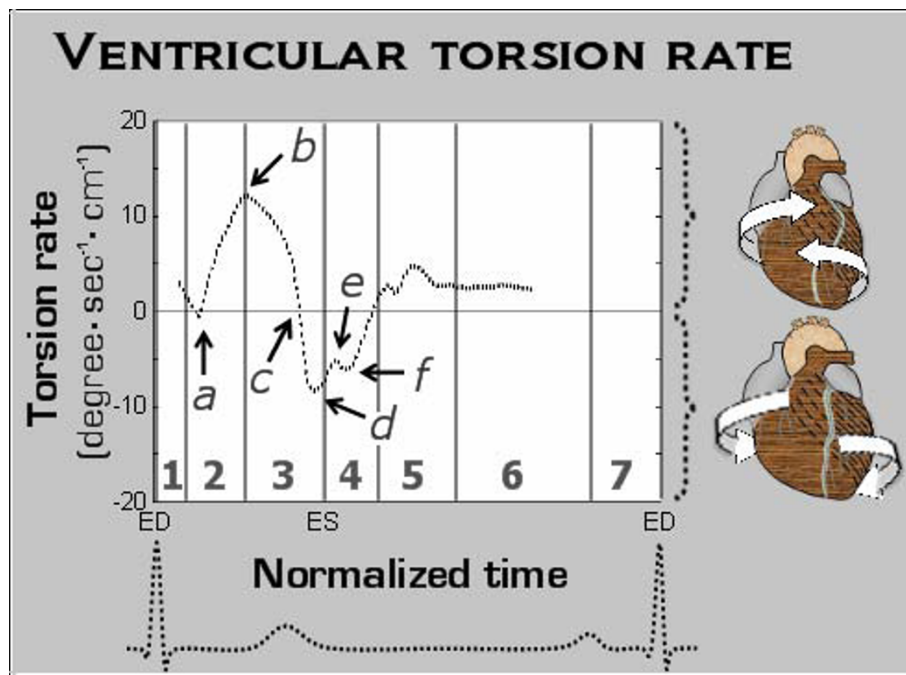 VENTRICULAR TORSION RATE
Torsion rate
(degree·sec⁻¹·cm⁻¹)
20
10
0
-10
-20
b
e
a
c
f
d
1 2 3 4 5 6 7
ED ES ED
Normalized time